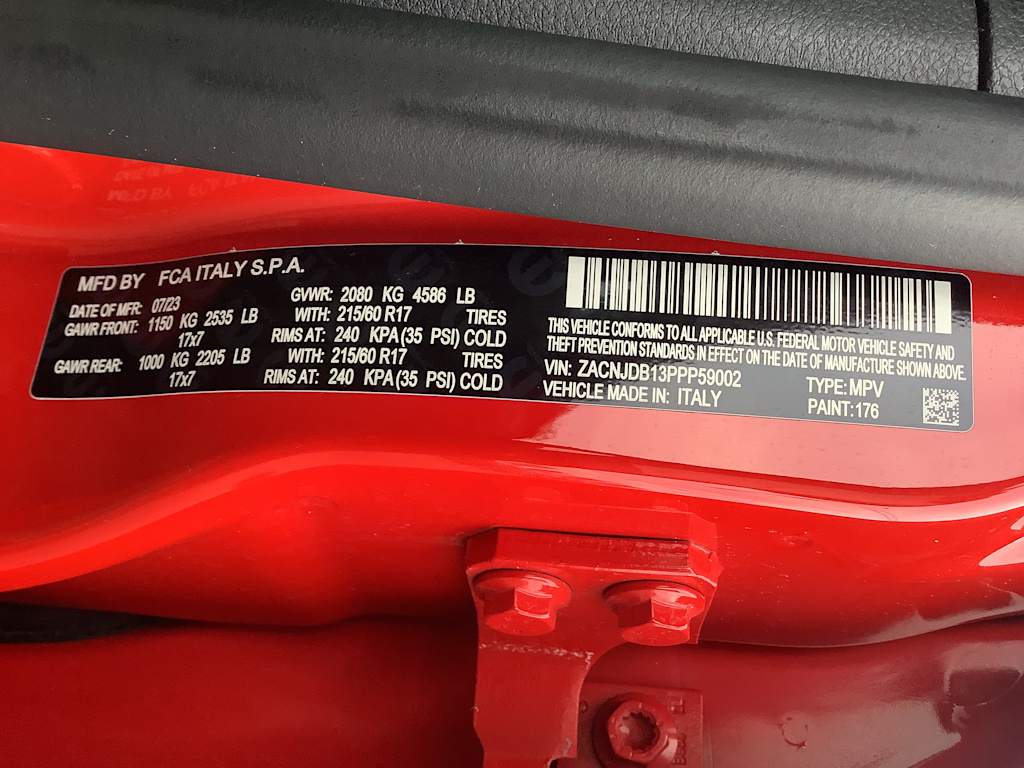 MFD BY FCA ITALY S.P.A.
DATE OF MFR: 07/23 GVWR: 2080 KG 4586 LB
GAWR FRONT: 1150 KG 2535 LB WITH: 215/60 R17 TIRES
17x7 RIMS AT: 240 KPA(35 PSI) COLD
GAWR REAR: 1000 KG 2205 LB WITH: 215/60 R17 TIRES
17x7 RIMS AT: 240 KPA(35 PSI) COLD
THIS VEHICLE CONFORMS TO ALL APPLICABLE U.S. FEDERAL MOTOR VEHICLE SAFETY AND
THEFT PREVENTION STANDARDS IN EFFECT ON THE DATE OF MANUFACTURE SHOWN ABOVE.
VIN: ZACNJDB13PPP59002 TYPE: MPV
VEHICLE MADE IN: ITALY PAINT: 176